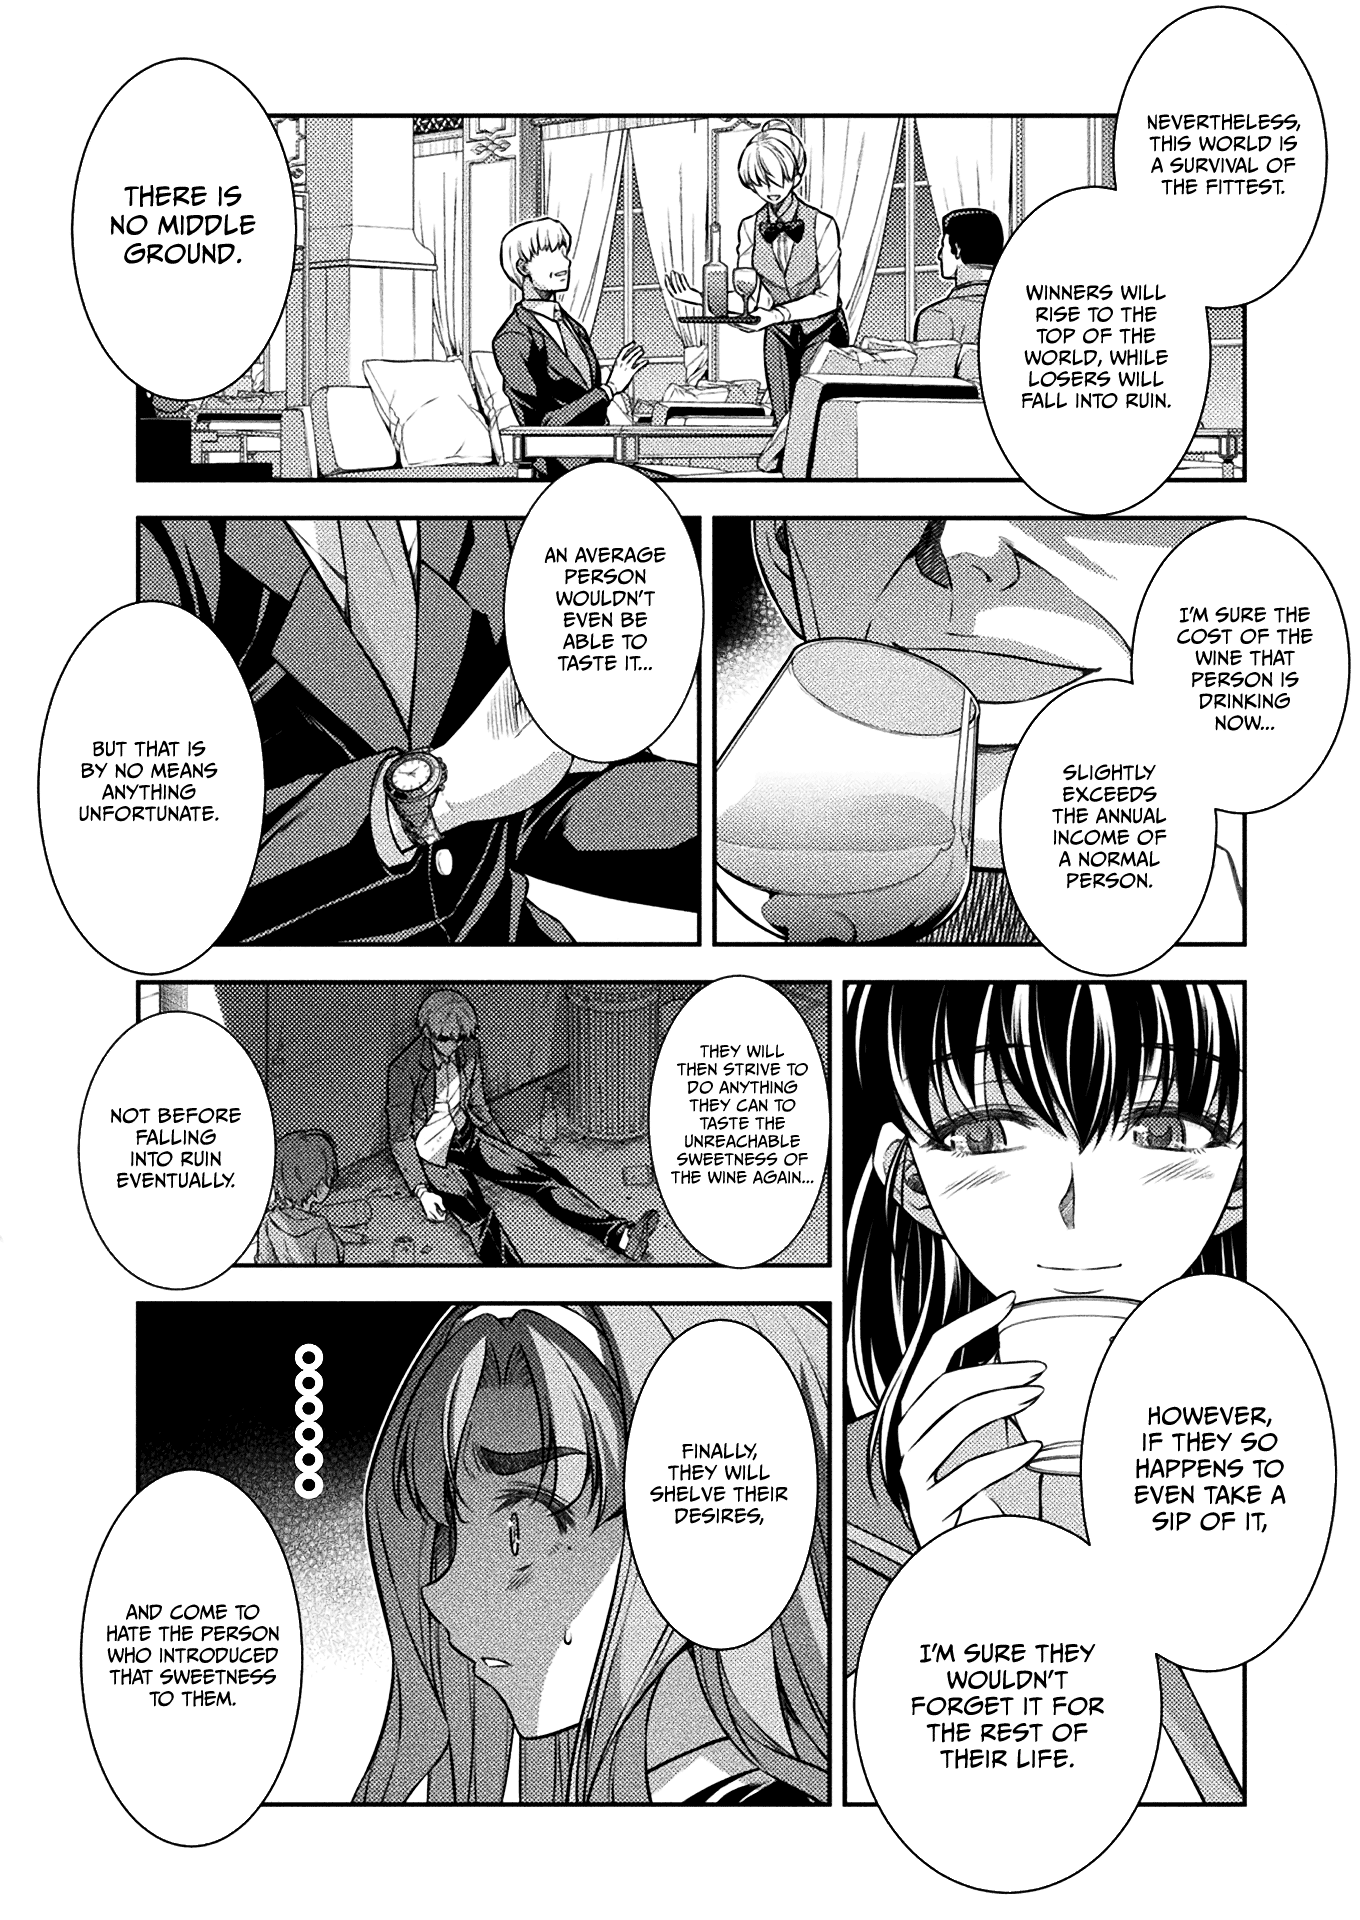 NEVERTHELESS,
THIS WORLD IS
A SURVIVAL OF
THE FITTEST.
WINNERS WILL
RISE TO THE
TOP OF THE
WORLD, WHILE
LOSERS WILL
FALL INTO RUIN.
THERE IS
NO MIDDLE
GROUND.
I'M SURE THE
COST OF THE
WINE THAT
PERSON IS
DRINKING
NOW...
SLIGHTLY
EXCEEDS
THE ANNUAL
INCOME OF
A NORMAL
PERSON.
AN AVERAGE
PERSON
WOULDN'T
EVEN BE
ABLE TO
TASTE IT...
BUT THAT IS
BY NO MEANS
ANYTHING
UNFORTUNATE.
HOWEVER,
IF THEY SO
HAPPENS TO
EVEN TAKE A
SIP OF IT,
I'M SURE THEY
WOULDN'T
FORGET IT FOR
THE REST OF
THEIR LIFE.
THEY WILL
THEN STRIVE TO
DO ANYTHING
THEY CAN TO
TASTE THE
UNREACHABLE
SWEETNESS OF
THE WINE AGAIN...
NOT BEFORE
FALLING
INTO RUIN
EVENTUALLY.
FINALLY,
THEY WILL
SHELVE THEIR
DESIRES,
AND COME TO
HATE THE PERSON
WHO INTRODUCED
THAT SWEETNESS
TO THEM.